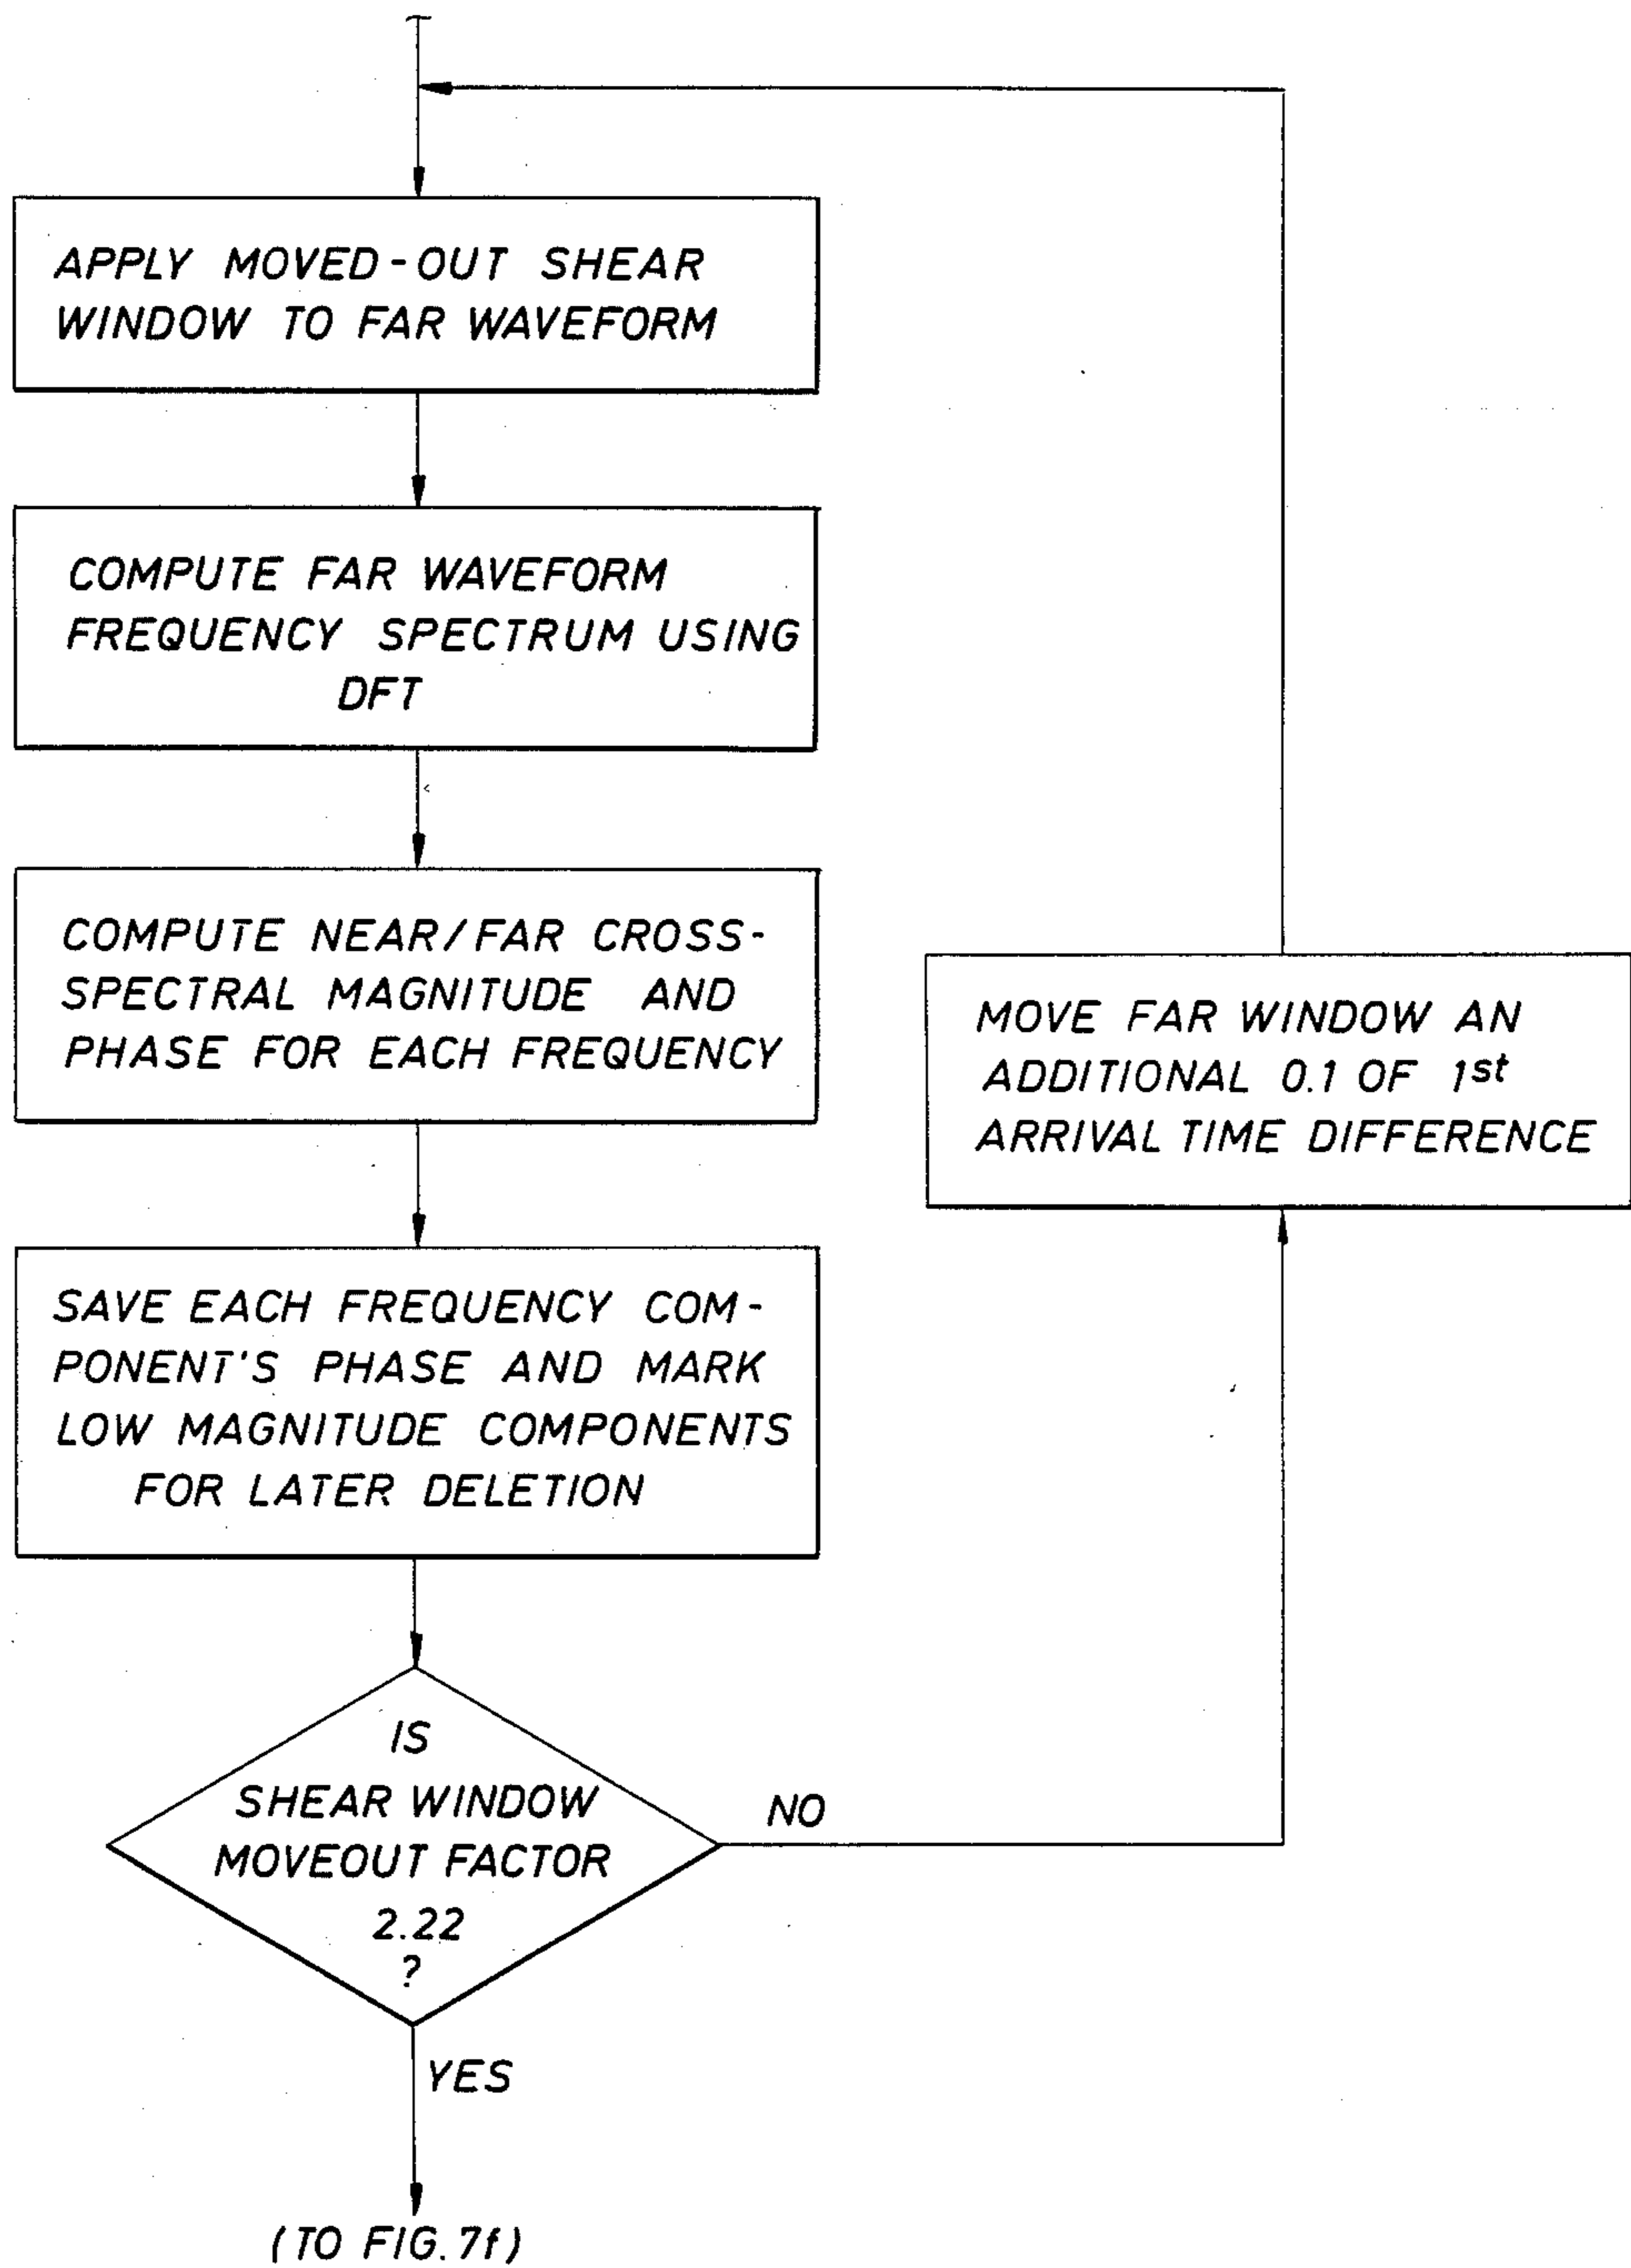 APPLY MOVED-OUT SHEAR
WINDOW TO FAR WAVEFORM
COMPUTE FAR WAVEFORM
FREQUENCY SPECTRUM USING
DFT
COMPUTE NEAR/FAR CROSS-
SPECTRAL MAGNITUDE AND
PHASE FOR EACH FREQUENCY
MOVE FAR WINDOW AN
ADDITIONAL 0.1 OF 1st
ARRIVAL TIME DIFFERENCE
SAVE EACH FREQUENCY COM-
PONENT'S PHASE AND MARK
LOW MAGNITUDE COMPONENTS
FOR LATER DELETION
IS
SHEAR WINDOW
MOVEOUT FACTOR
2.22
?
NO
YES
(TO FIG. 7f)